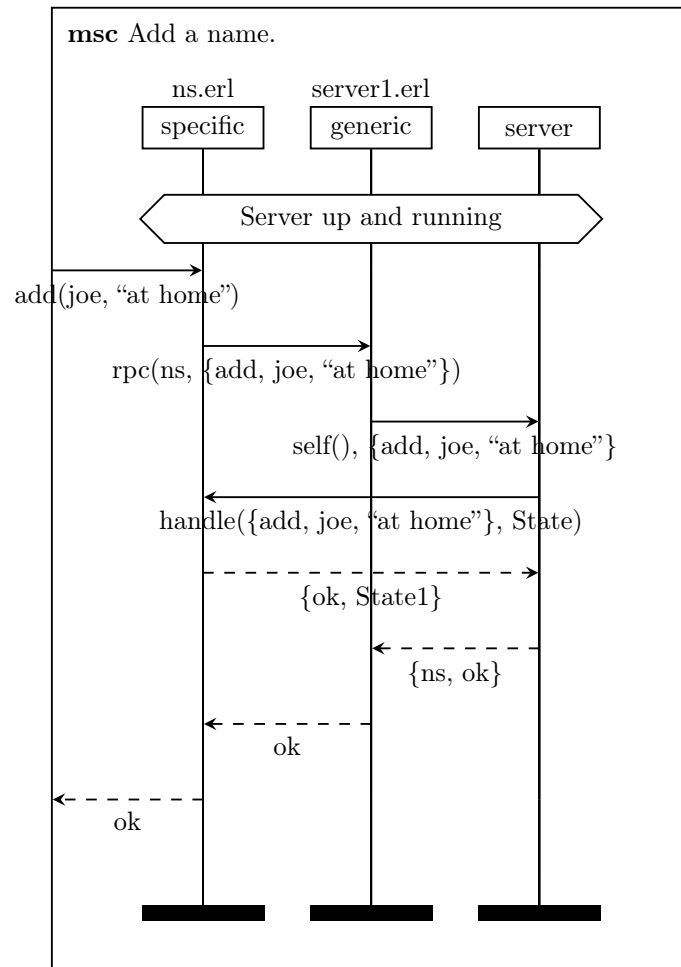 msc Add a name.
ns.erl
server1.erl
specific
generic
server
Server up and running
add(joe, “at home”)
rpc(ns, {add, joe, “at home”})
self(), {add, joe, “at home”}
handle({add, joe, “at home”}, State)
{ok, State1}
{ns, ok}
ok
ok